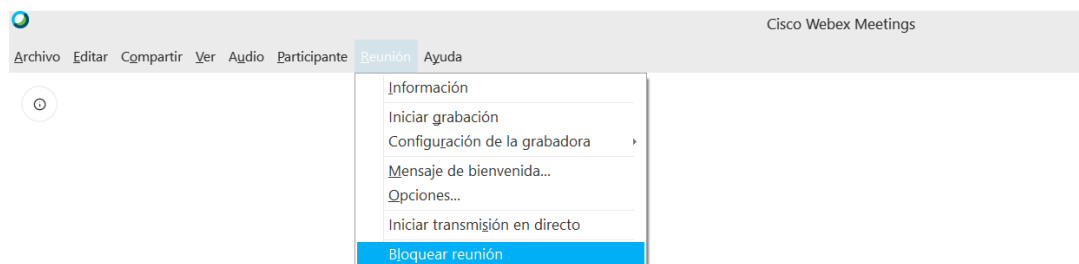 Cisco Webex Meetings
Archivo Editar Compartir Ver Audio Participante Reunión Ayuda
Información
Iniciar grabación
Configuración de la grabadora
Mensaje de bienvenida...
Opciones...
Iniciar transmisión en directo
Bloquear reunión